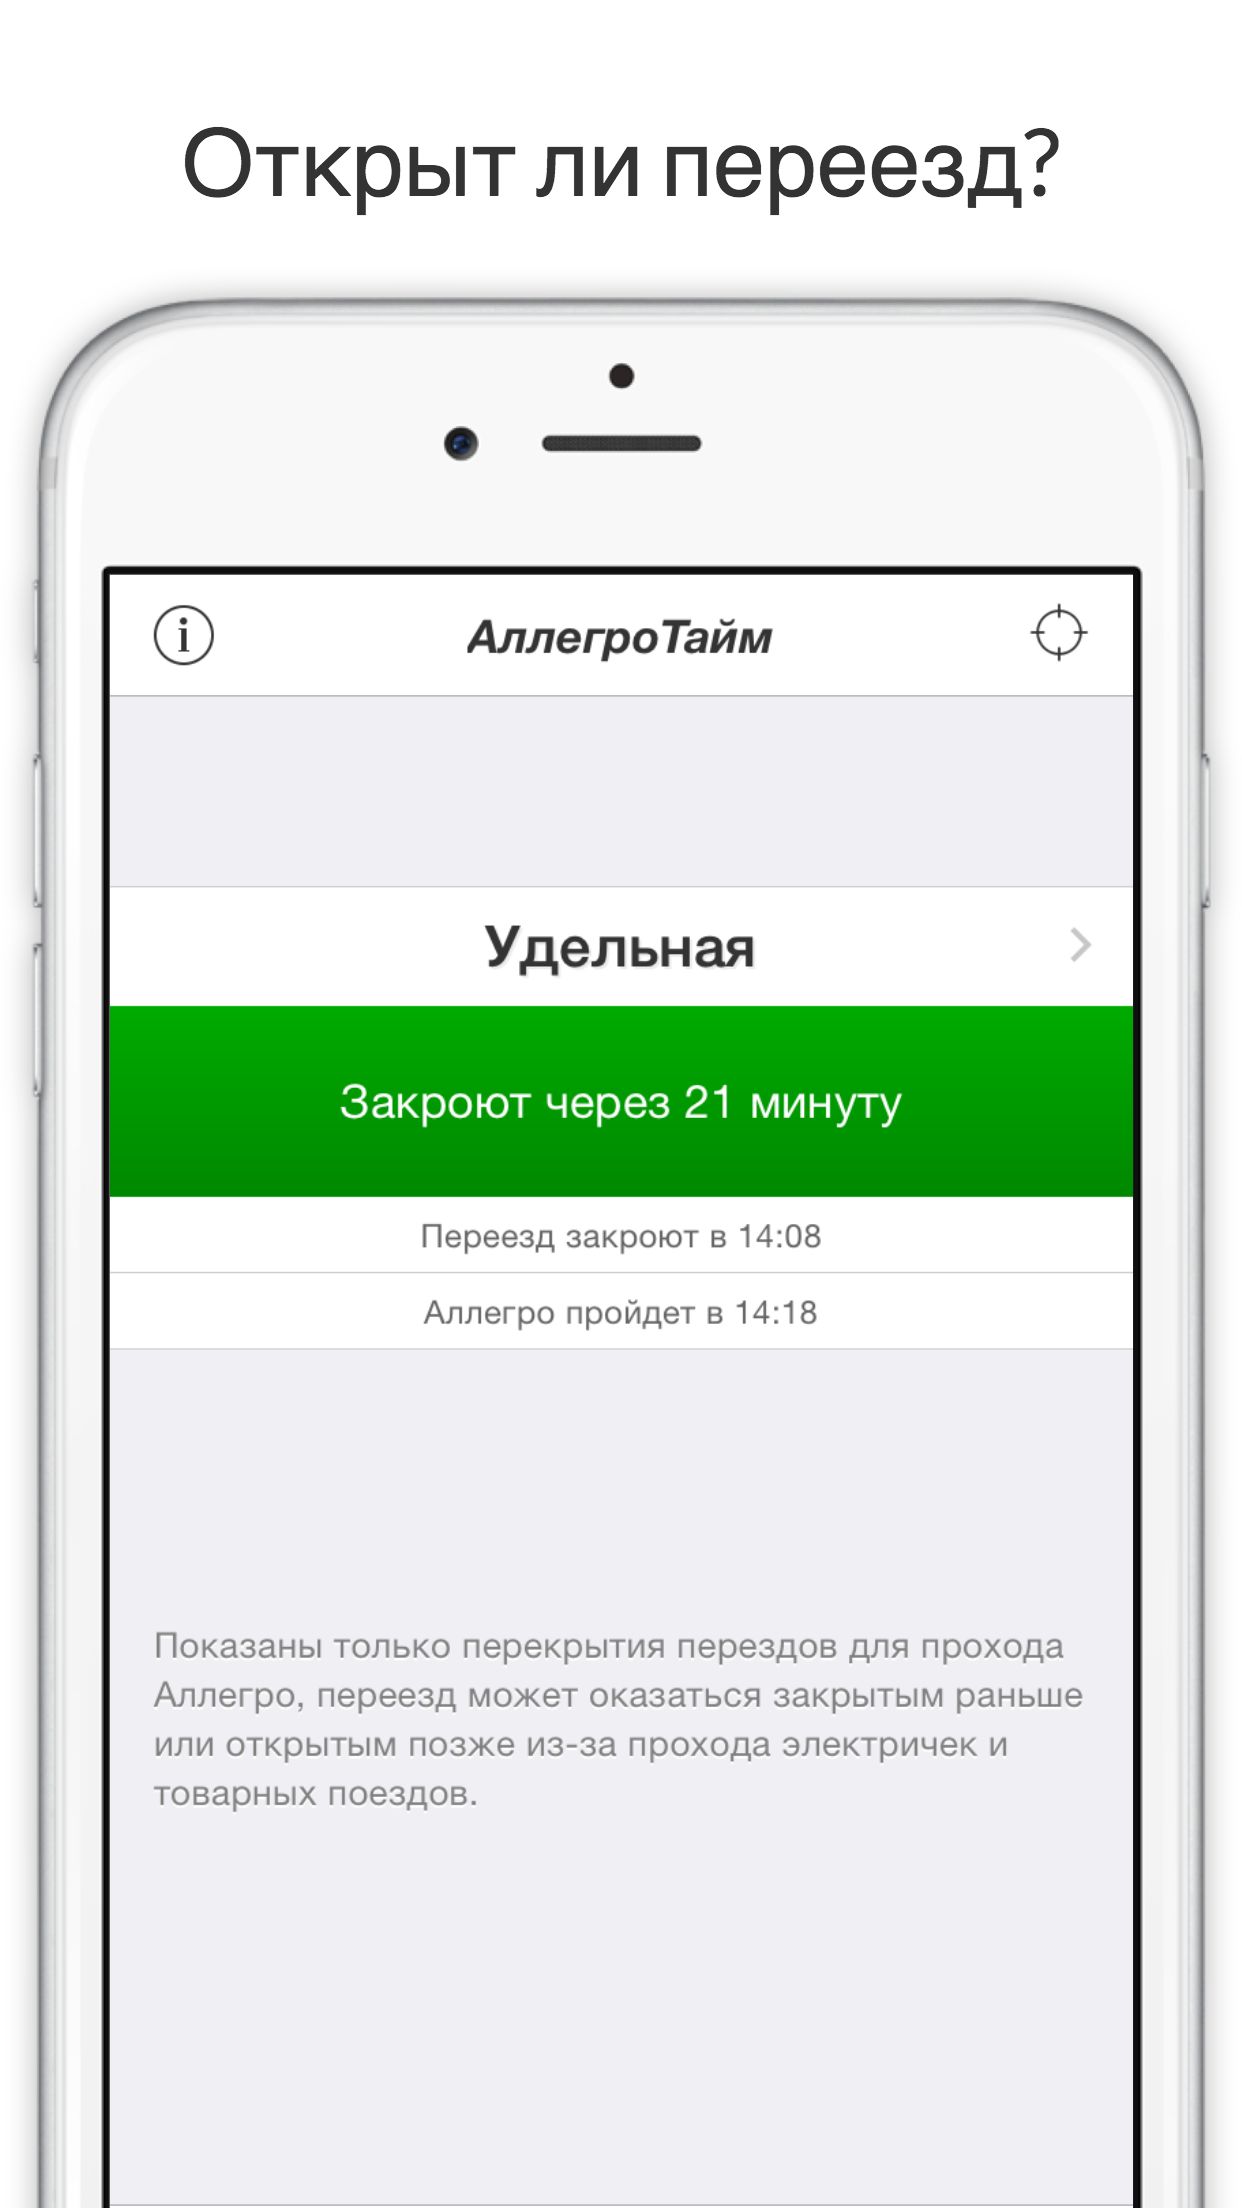 Открыт ли переезд?
i
АллегроТайм
Удельная
Закроют через 21 минуту
Переезд закроют в 14:08
Аллегро пройдет в 14:18
Показаны только перекрытия перездов для прохода
Аллегро, переезд может оказаться закрытым раньше
или открытым позже из-за прохода электричек и
товарных поездов.